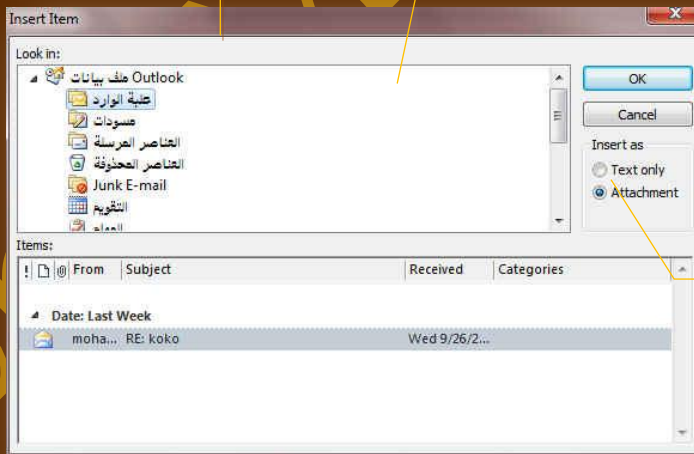 Insert Item
Look in:
ملف بيانات Outlook
علبة الوارد
مسودات
العناصر المرسلة
العناصر المحذوفة
Junk E-mail
التقويم
المهام
OK
Cancel
Insert as
Text only
Attachment
Items:
! From Subject Received Categories
Date: Last Week
moha... RE: koko Wed 9/26/2...